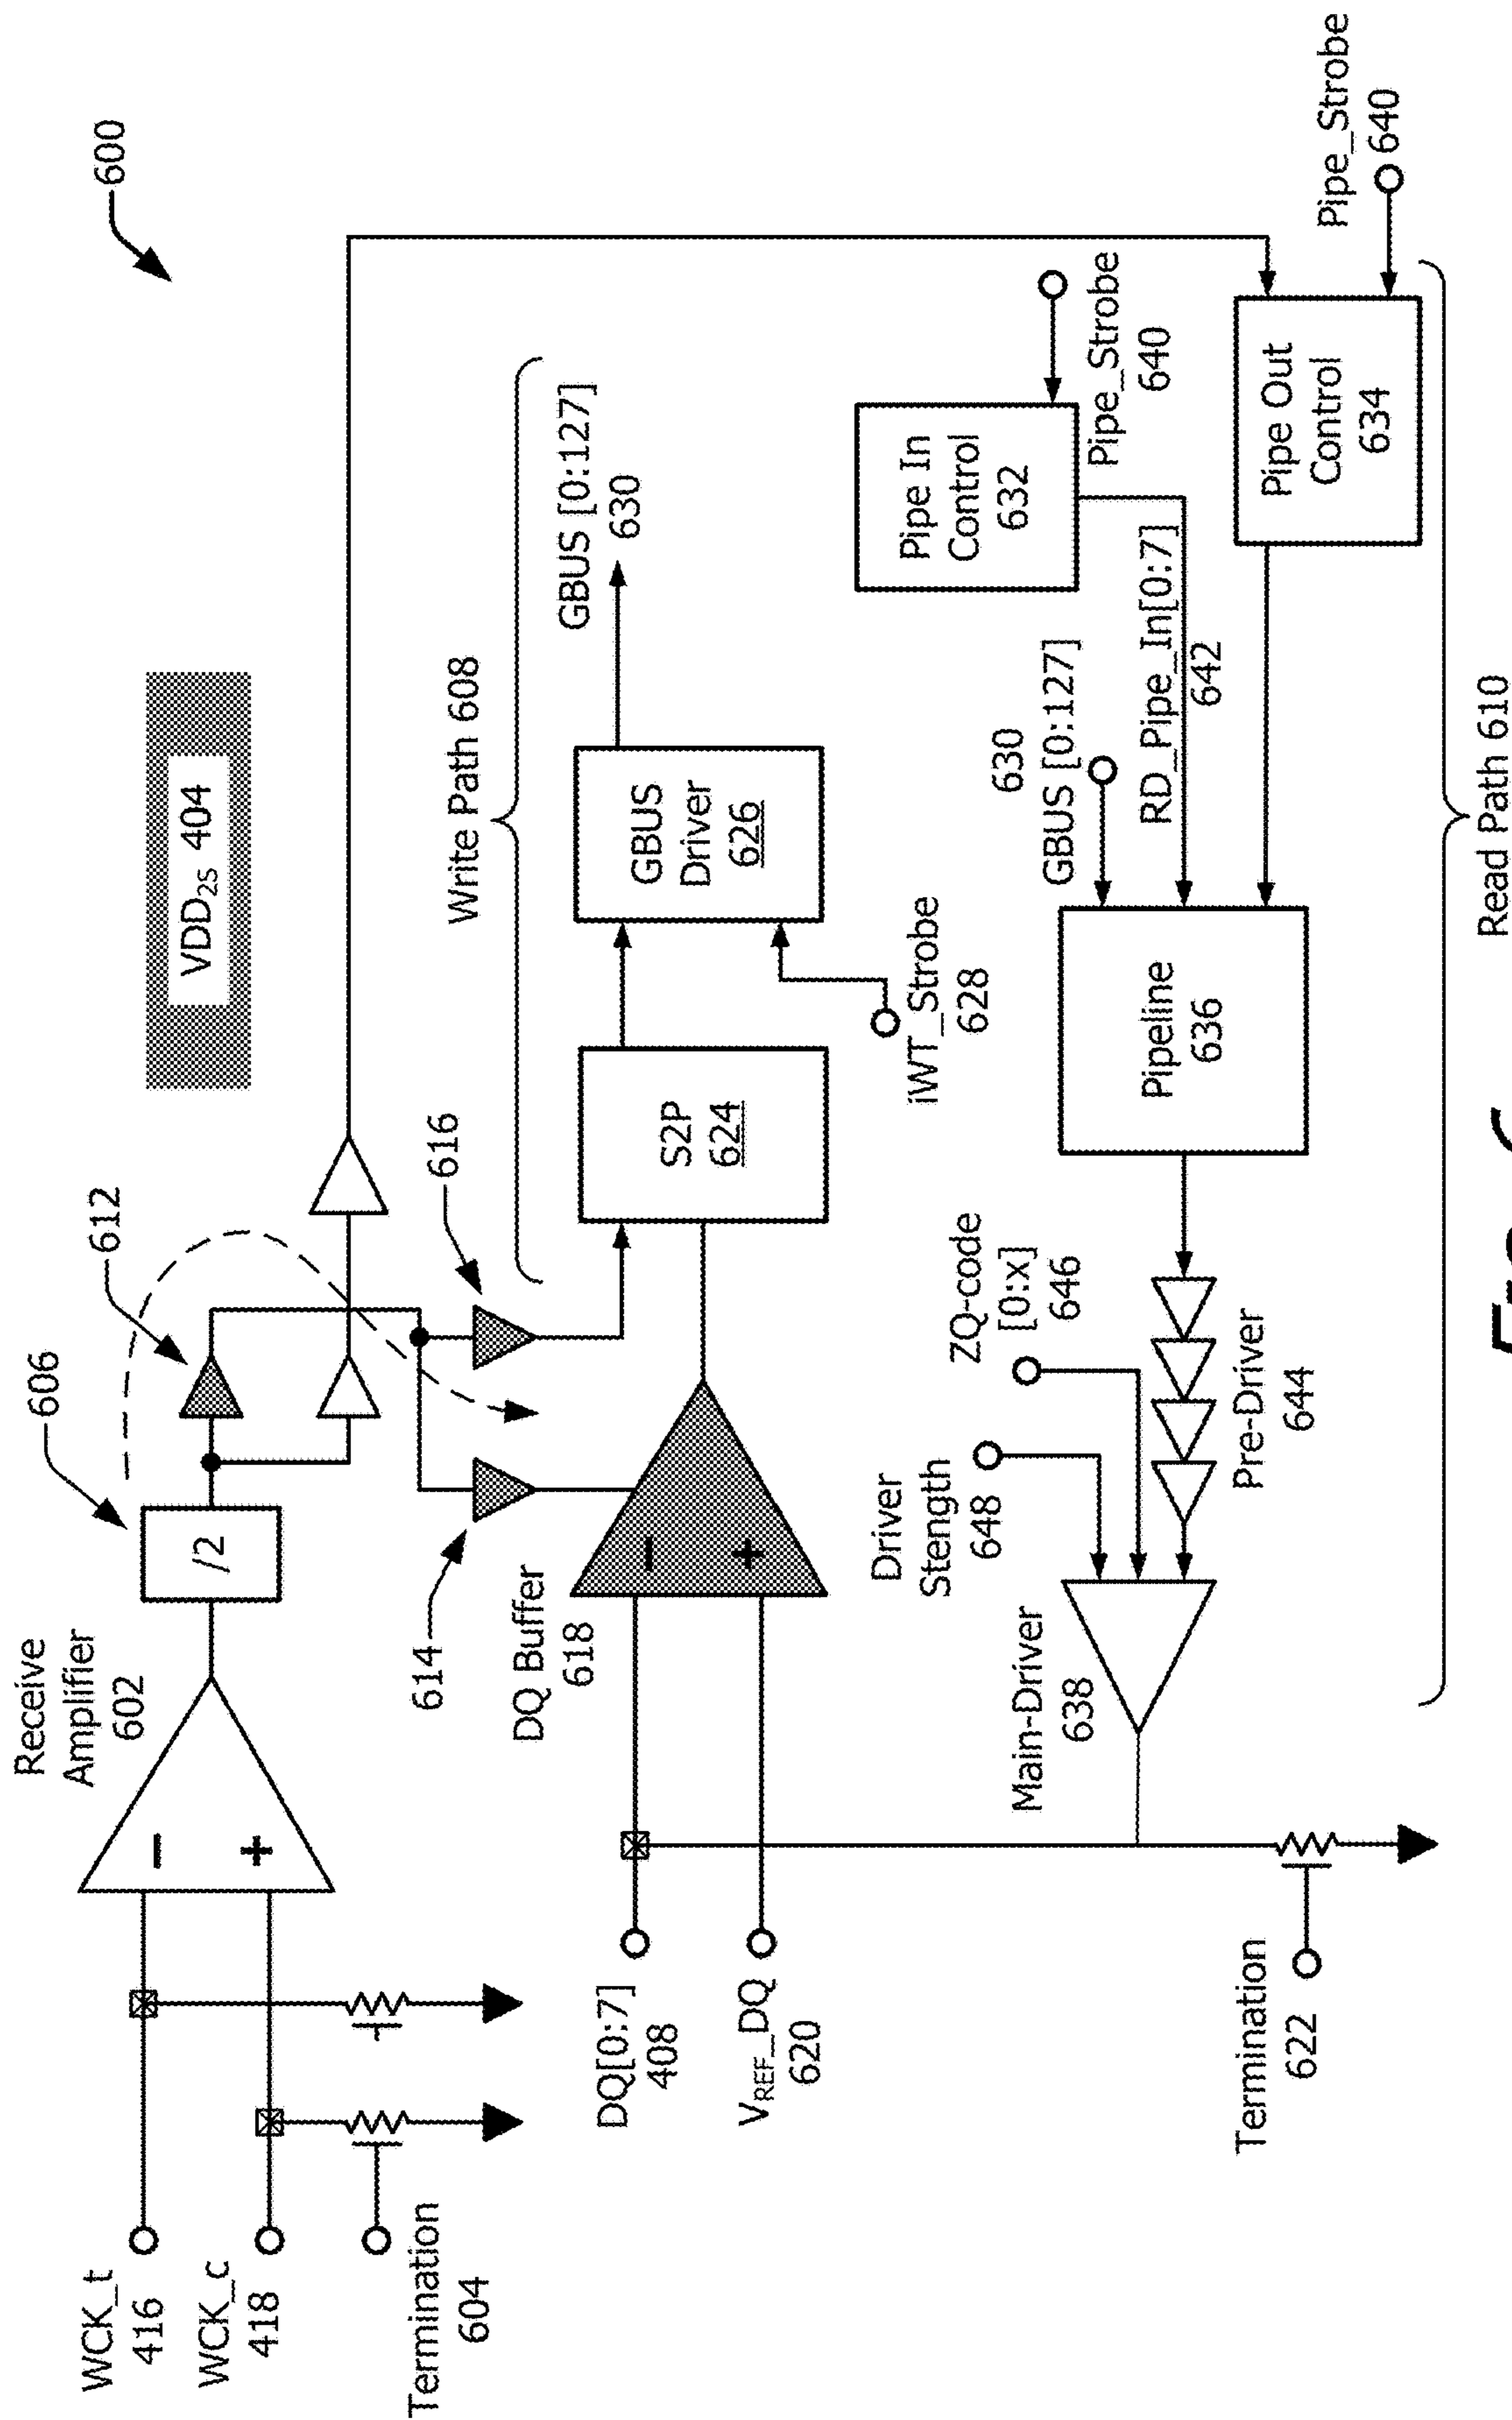 600
VDD2S 404
606
612
Receive
Amplifier
602
/2
−
+
WCK_t
416
WCK_c
418
Termination
604
614
616
Write Path 608
DQ Buffer
618
−
+
S2P
624
GBUS
Driver
626
GBUS [0:127]
630
iWT_Strobe
628
DQ[0:7]
408
VREF_DQ
620
Pipe In
Control
632
Pipe_Strobe
640
Driver
Stength
648
ZQ-code
[0:x]
646
630
GBUS [0:127]
RD_Pipe_In[0:7]
642
Main-Driver
638
Pre-Driver
644
Pipeline
636
Pipe Out
Control
634
Pipe_Strobe
640
Termination
622
Read Path 610